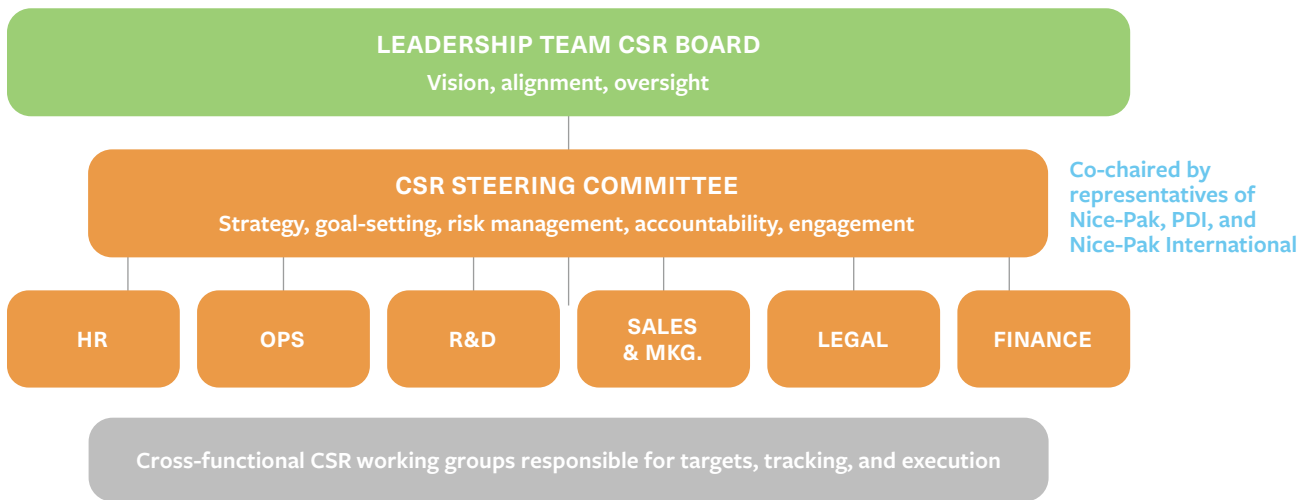 LEADERSHIP TEAM CSR BOARD
Vision, alignment, oversight
CSR STEERING COMMITTEE
Strategy, goal-setting, risk management, accountability, engagement
Co-chaired by
representatives of
Nice-Pak, PDI, and
Nice-Pak International
HR
OPS
R&D
SALES
& MKG.
LEGAL
FINANCE
Cross-functional CSR working groups responsible for targets, tracking, and execution